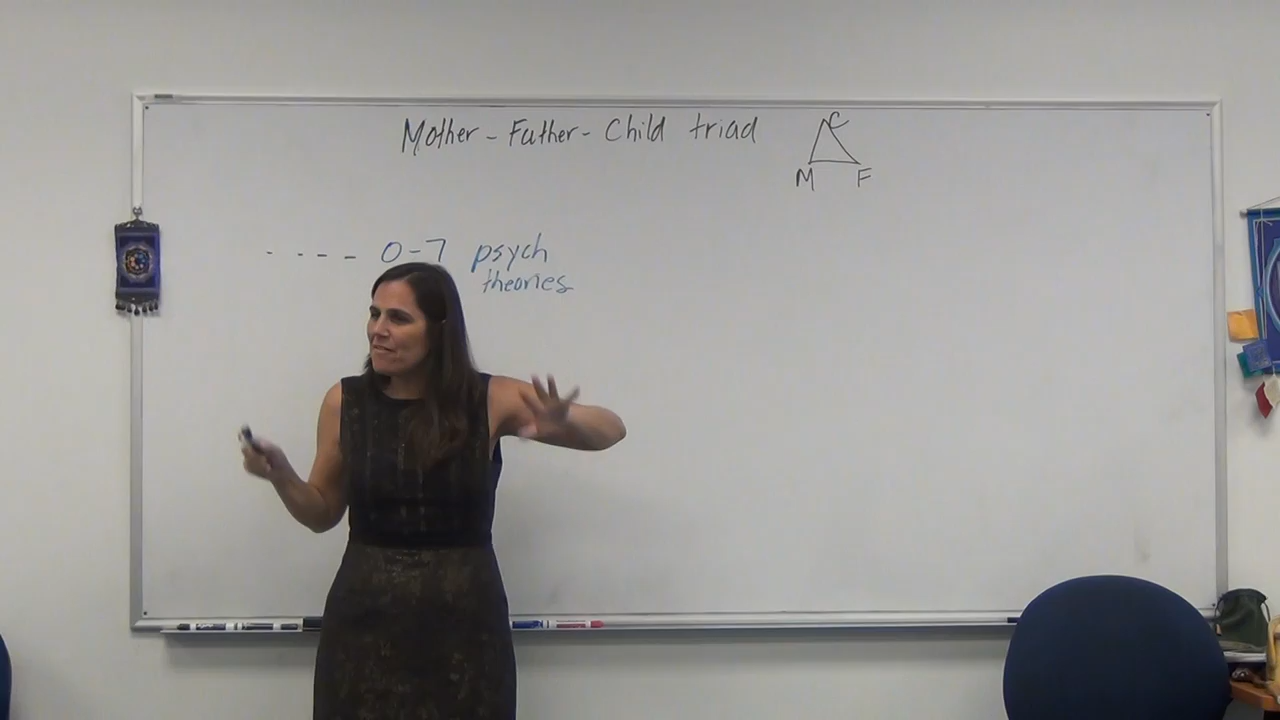 Mother - Father - Child triad
C
M F
- - - - 0-7 psych
theories